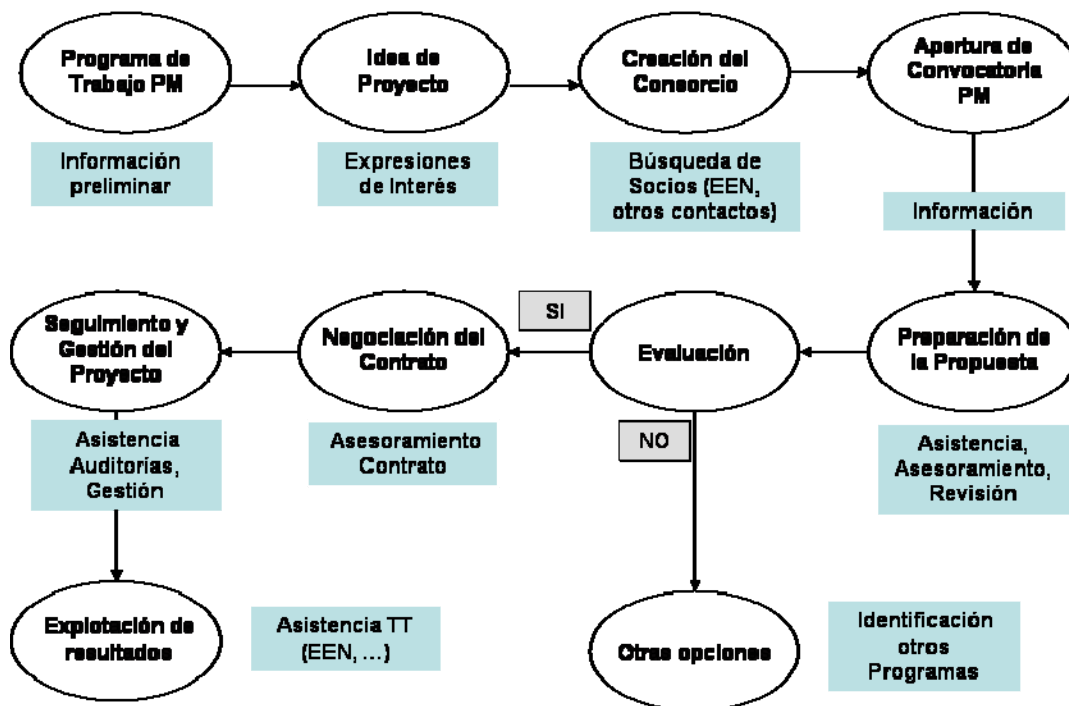 Programa de
Trabajo PM
Idea de
Proyecto
Creación del
Consorcio
Apertura de
Convocatoria
PM
Información
preliminar
Expresiones
de Interés
Búsqueda de
Socios (EEN,
otros contactos)
Información
Seguimiento y
Gestión del
Proyecto
Negociación del
Contrato
SI
Evaluación
Preparación de
la Propuesta
Asistencia
Auditorías,
Gestión
Asesoramiento
Contrato
NO
Asistencia,
Asesoramiento,
Revisión
Explotación de
resultados
Asistencia TT
(EEN, ...)
Otras opciones
Identificación
otros
Programas